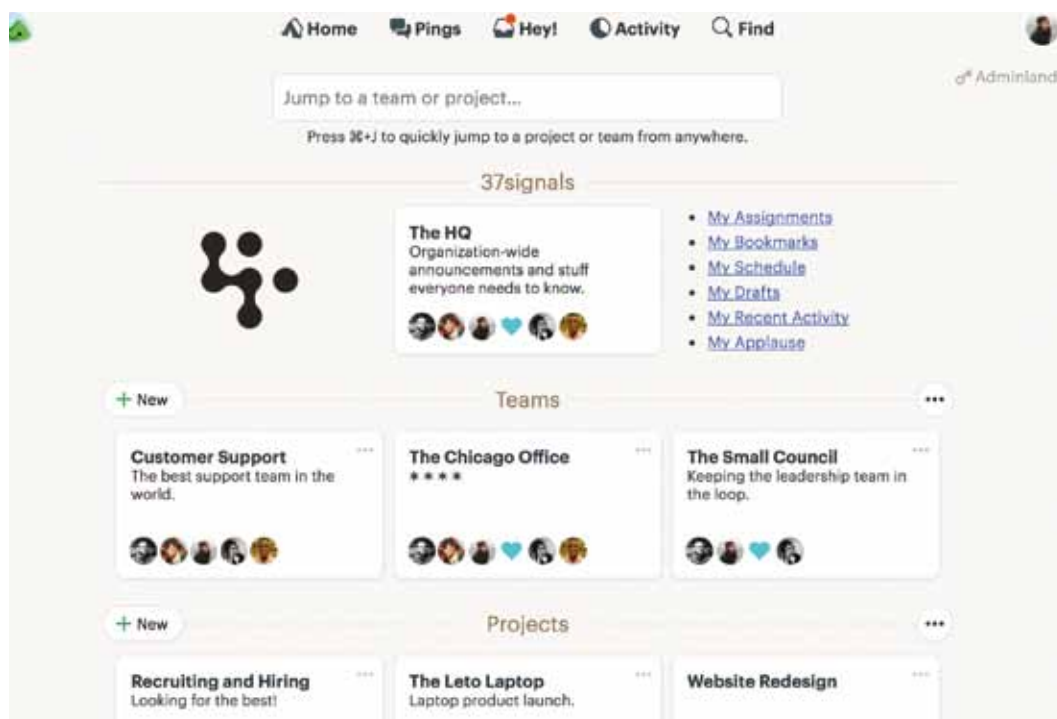 Home Pings Hey! Activity Find
Adminland
Jump to a team or project...
Press ⌘+J to quickly jump to a project or team from anywhere.
37signals
The HQ
Organization-wide
announcements and stuff
everyone needs to know.
• My Assignments
• My Bookmarks
• My Schedule
• My Drafts
• My Recent Activity
• My Applause
+ New
Teams
Customer Support
The best support team in the
world.
The Chicago Office
****
The Small Council
Keeping the leadership team in
the loop.
+ New
Projects
Recruiting and Hiring
Looking for the best!
The Leto Laptop
Laptop product launch.
Website Redesign